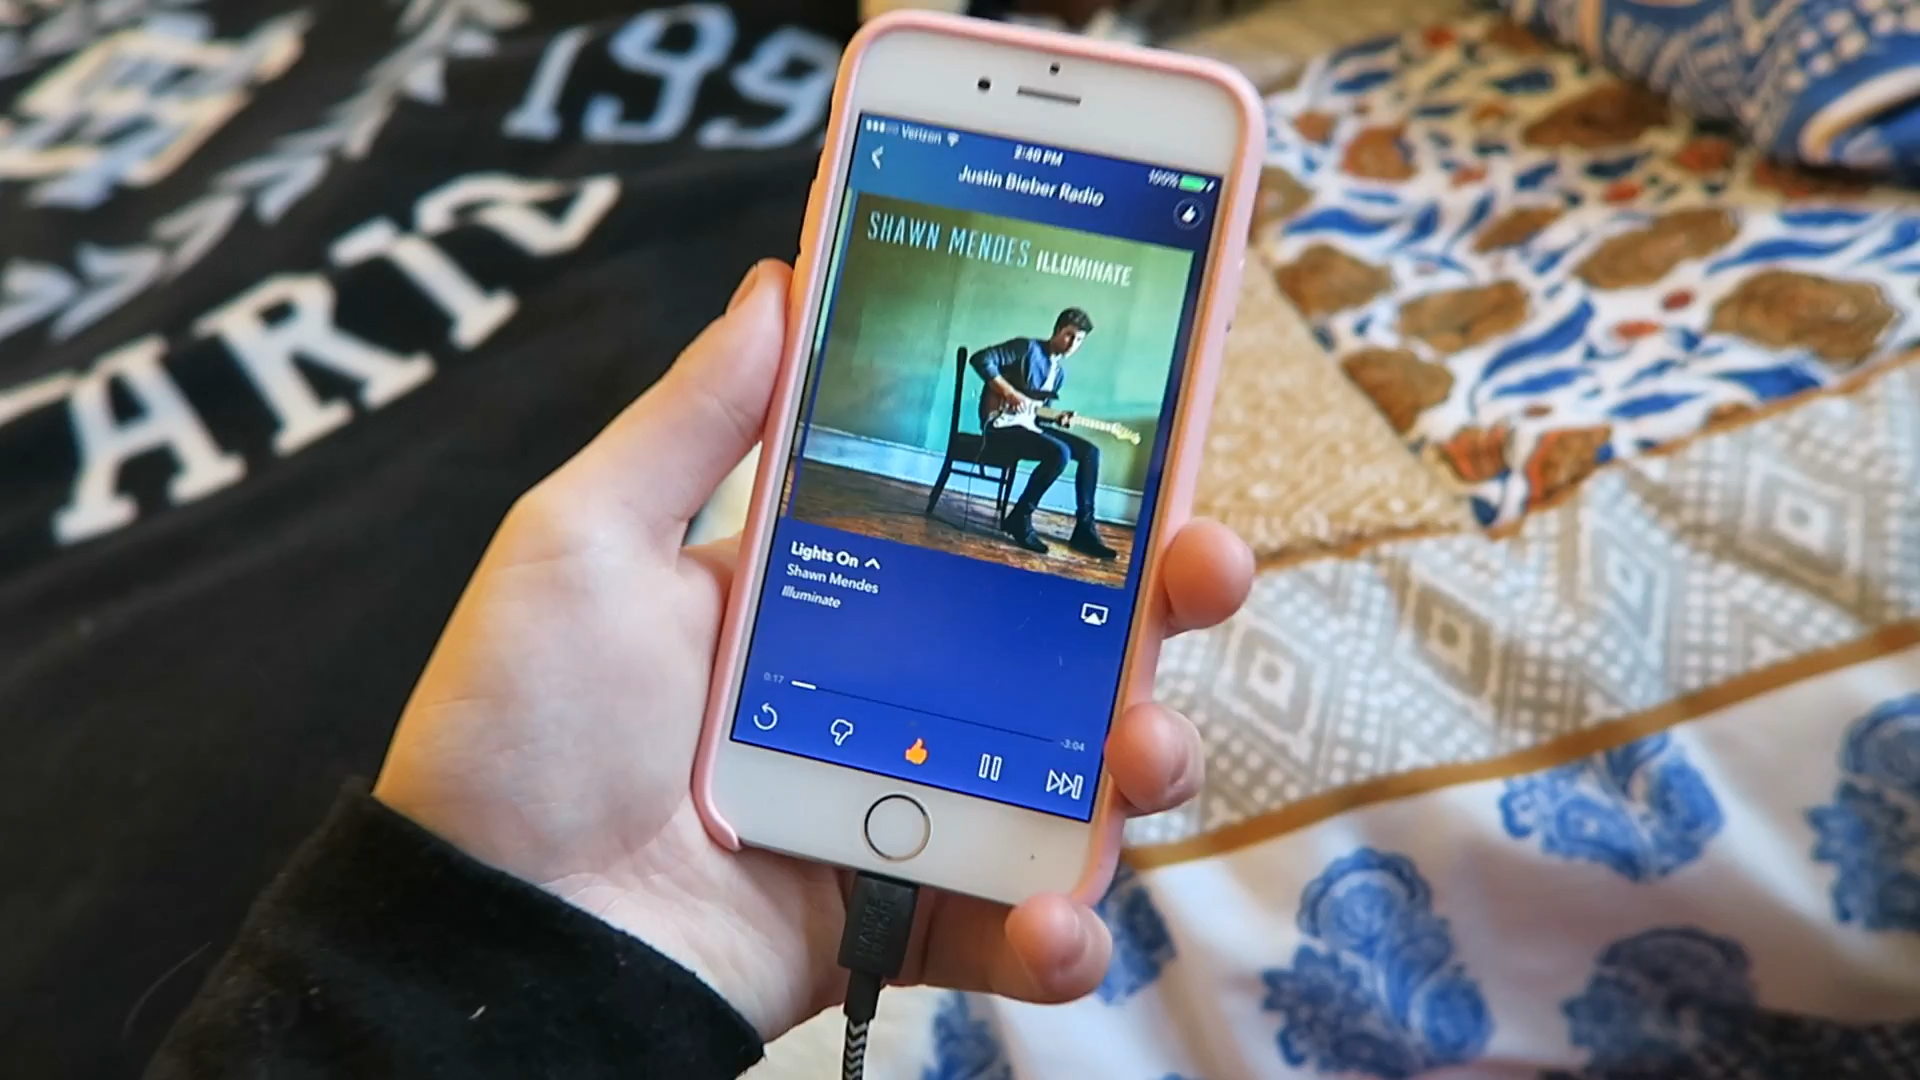 199
ARIZ
Verizon
2:40 PM
100%
Justin Bieber Radio
SHAWN MENDES ILLUMINATE
Lights On
Shawn Mendes
Illuminate
0:17
-3:04